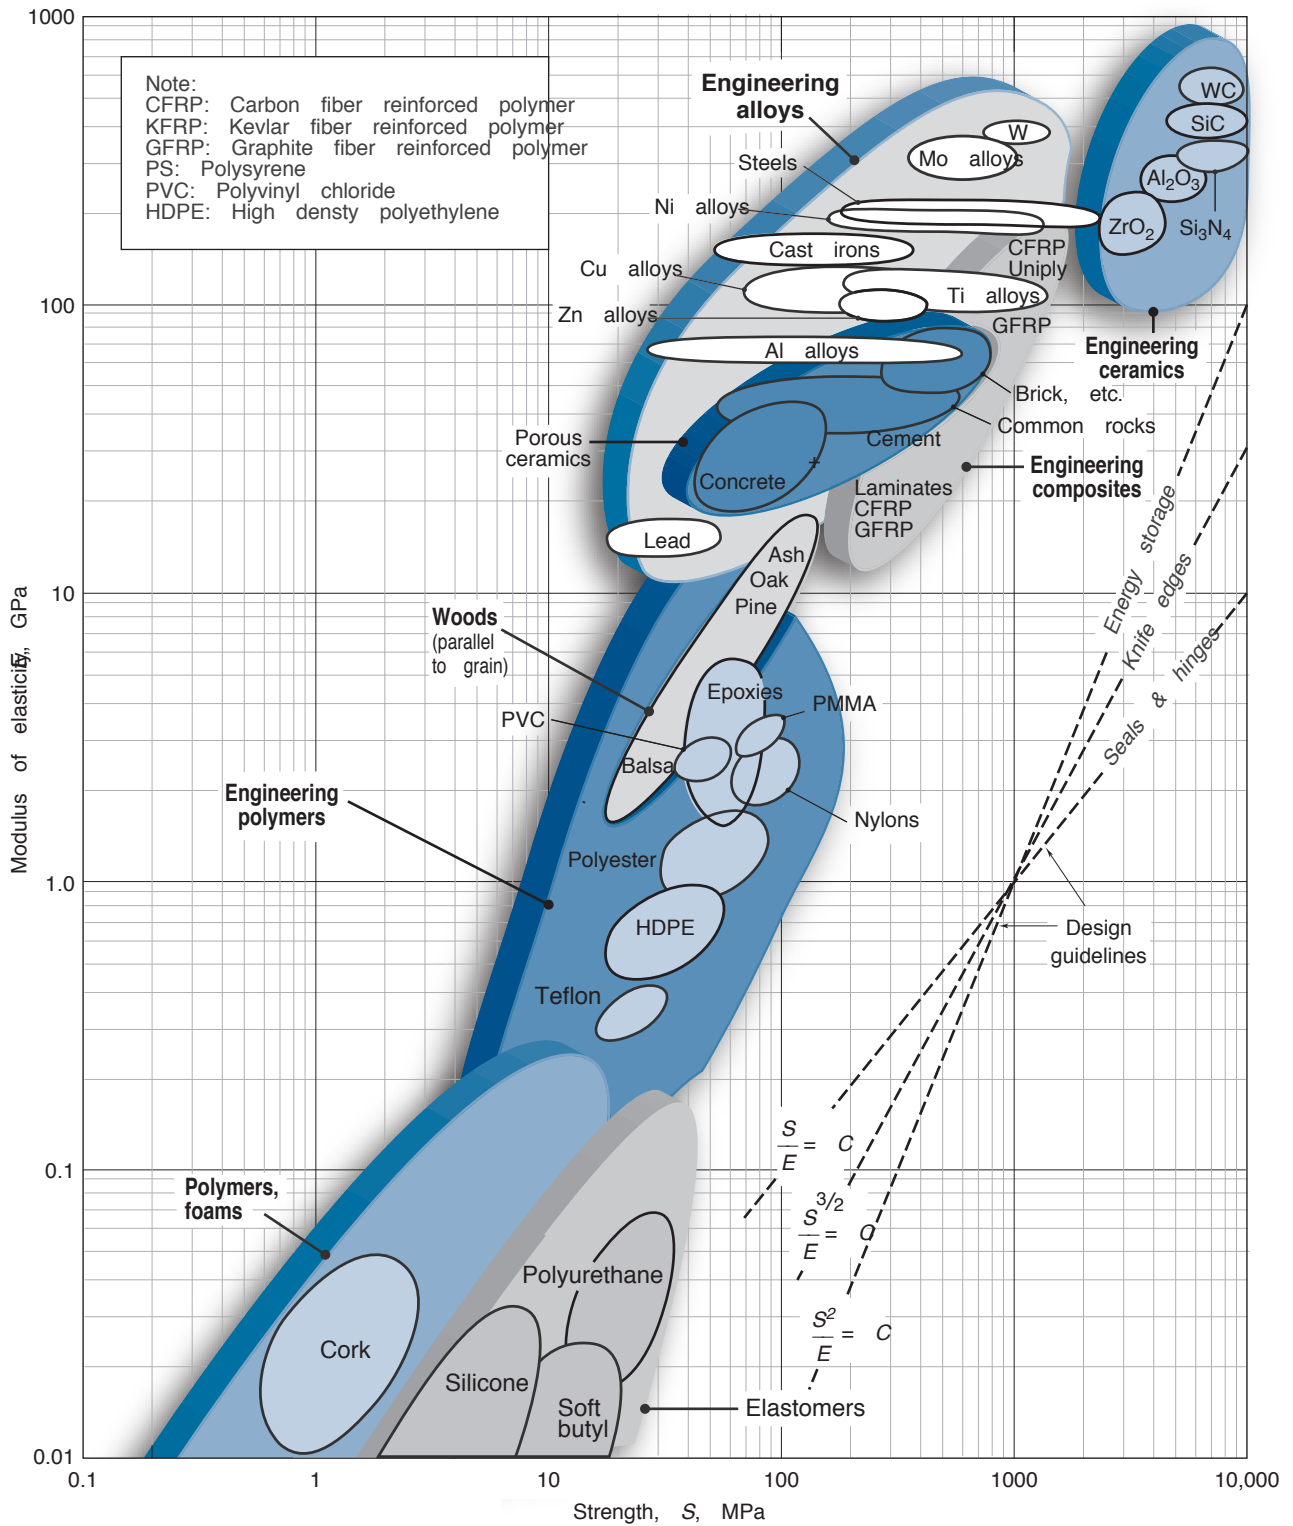 1000
100
10
1.0
0.1
0.01
Modulus of elasticity, E, GPa
Note:
CFRP: Carbon fiber reinforced polymer
KFRP: Kevlar fiber reinforced polymer
GFRP: Graphite fiber reinforced polymer
PS: Polysyrene
PVC: Polyvinyl chloride
HDPE: High densty polyethylene
Engineering
alloys
Steels
Ni alloys
Cu alloys
Zn alloys
W
Mo alloys
Cast irons
Ti alloys
Al alloys
CFRP
Uniply
GFRP
WC
SiC
Al2O3
ZrO2
Si3N4
Engineering
ceramics
Brick, etc.
Common rocks
Cement
Concrete
Porous
ceramics
Engineering
composites
Laminates
CFRP
GFRP
Lead
Ash
Oak
Pine
Balsa
Woods
(parallel
to grain)
Epoxies
PMMA
PVC
Nylons
Engineering
polymers
Polyester
HDPE
Teflon
Energy storage
Knife edges
Seals & hinges
Design
guidelines
S/E = C
S^3/2/E = C
S²/E = C
Polymers,
foams
Cork
Polyurethane
Silicone
Soft
butyl
Elastomers
0.1
1
10
100
1000
10,000
Strength, S, MPa